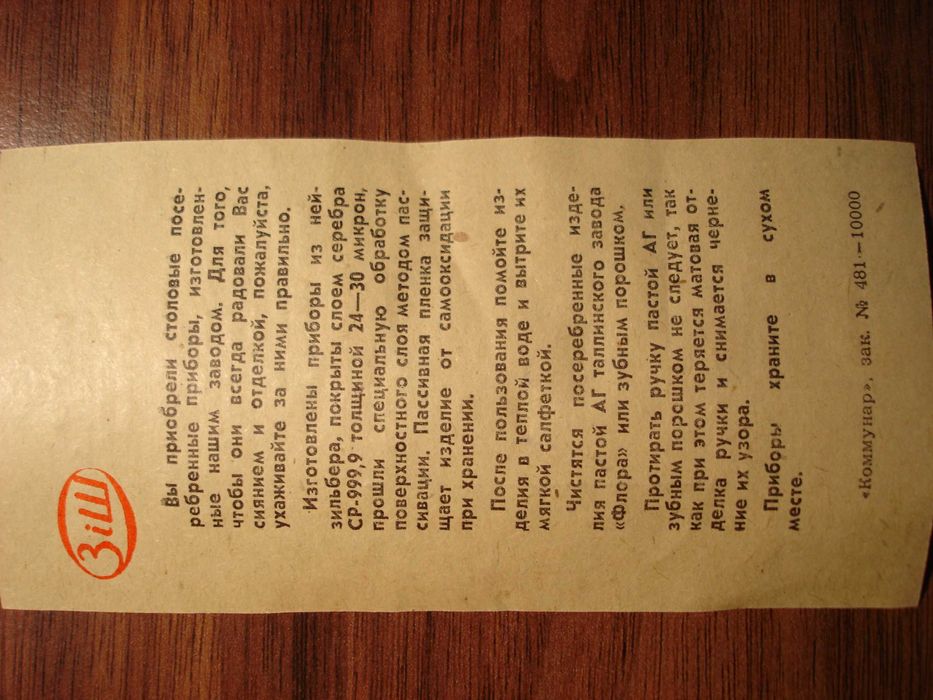 ЗiШ
Вы приобрели столовые посе-
ребренные приборы, изготовлен-
ные нашим заводом. Для того,
чтобы они всегда радовали Вас
сиянием и отделкой, пожалуйста,
ухаживайте за ними правильно.
Изготовлены приборы из ней-
зильбера, покрыты слоем серебра
СР-999,9 толщиной 24—30 микрон,
прошли специальную обработку
поверхностного слоя методом пас-
сивации. Пассивная пленка защи-
щает изделие от самооксидации
при хранении.
После пользования помойте из-
делия в теплой воде и вытрите их
мягкой салфеткой.
Чистятся посеребренные изде-
лия пастой АГ таллинского завода
«Флора» или зубным порошком.
Протирать ручку пастой АГ или
зубным порошком не следует, так
как при этом теряется матовая от-
делка ручки и снимается черне-
ние их узора.
Приборы храните в сухом
месте.
«Коммунар», зак. № 481—10000